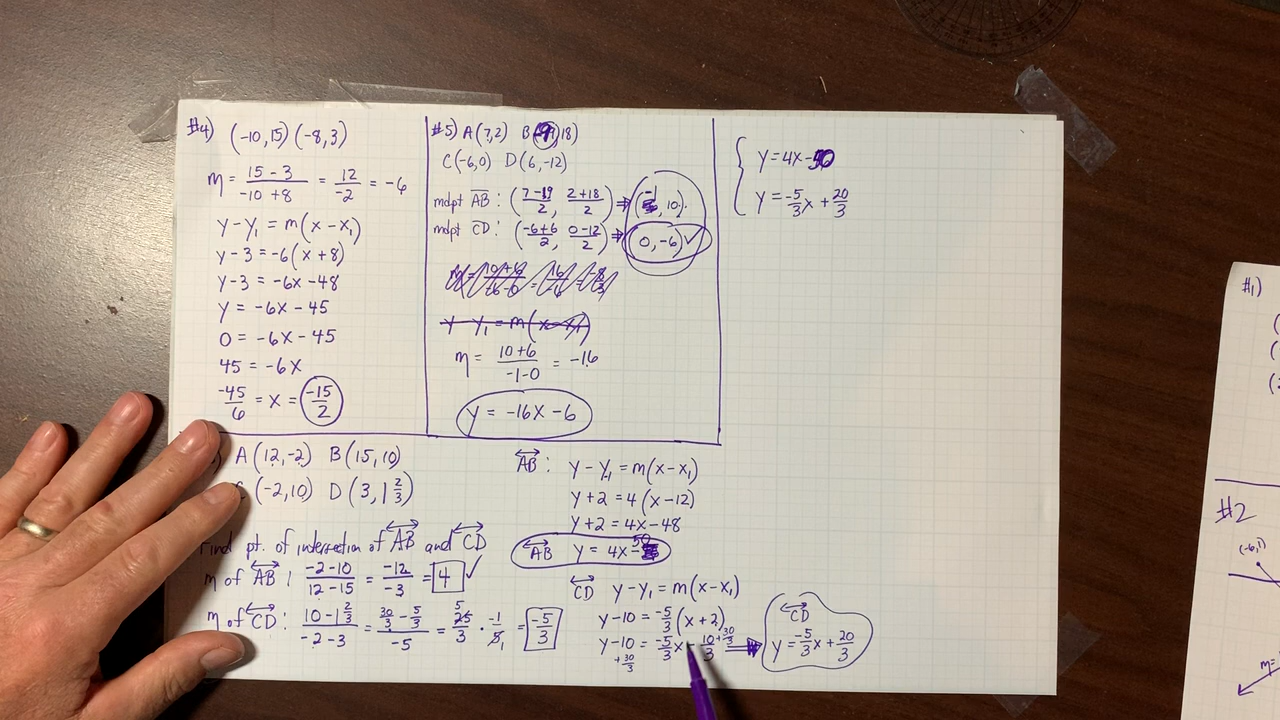 #4) (-10,15) (-8,3)
m = (15 - 3)/(-10 + 8) = 12/-2 = -6
y - y₁ = m(x - x₁)
y - 3 = -6(x + 8)
y - 3 = -6x - 48
y = -6x - 45
0 = -6x - 45
45 = -6x
-45/6 = x = -15/2
#5) A(7,2) B(-9,18)
C(-6,0) D(6,-12)
mdpt AB: (7-9/2, 2+18/2) ⇒ (-1, 10).
mdpt CD: (-6+6/2, 0-12/2) ⇒ (0,-6) ✓
y - y₁ = m(x - x₁)
m = (10+6)/(-1-0) = -16
y = -16x - 6
{ y = 4x - 50
y = -5/3x + 20/3
A(12,-2) B(15,10)
(-2,10) D(3,1 2/3)
Find pt. of intersection of AB and CD
m of AB: (-2-10)/(12-15) = -12/-3 = 4 ✓
m of CD: (10-1 2/3)/(-2-3) = (30/3 - 5/3)/-5 = 25/3 · -1/5 = -5/3
5 1
AB: y - y₁ = m(x - x₁)
y + 2 = 4(x - 12)
y + 2 = 4x - 48
AB y = 4x - 50
CD y - y₁ = m(x - x₁)
y - 10 = -5/3(x + 2)
y - 10 = -5/3x - 10/3 + 30/3
+30/3
CD
y = -5/3x + 20/3
#1)
(
(
(-
#2
(-6,1)
m=